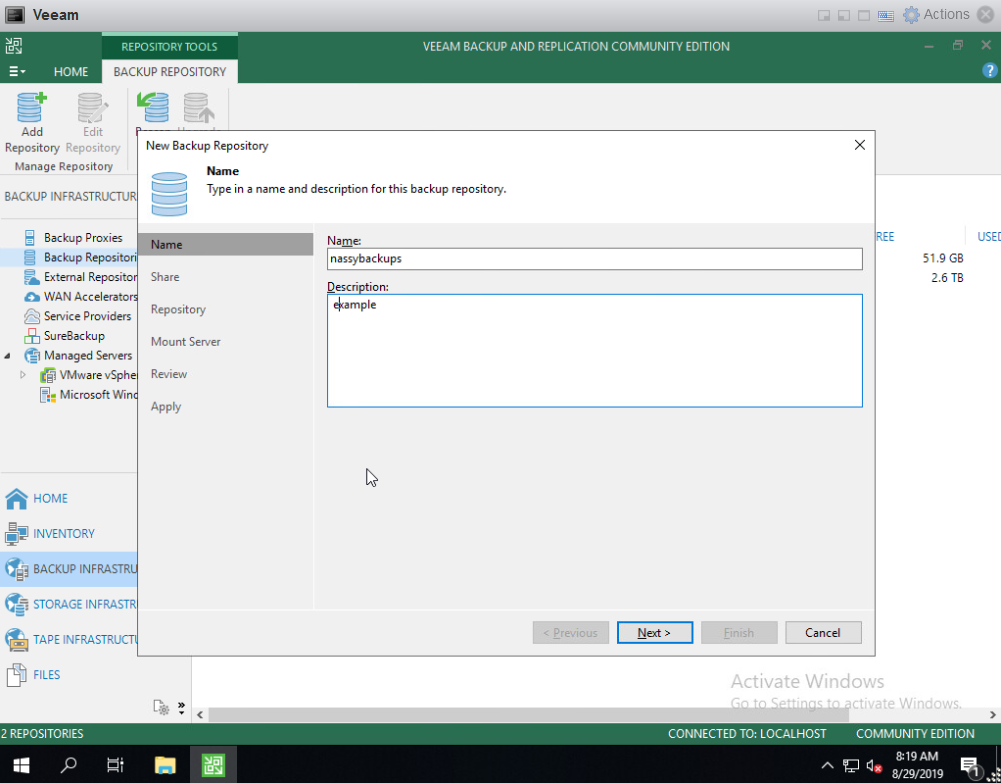 Veeam
Actions
REPOSITORY TOOLS
VEEAM BACKUP AND REPLICATION COMMUNITY EDITION
HOME
BACKUP REPOSITORY
?
Add
Repository
Edit
Repository
Manage Repository
New Backup Repository
Name
Type in a name and description for this backup repository.
BACKUP INFRASTRUCTUR
Backup Proxies
Backup Repositori
External Repositor
WAN Accelerators
Service Providers
SureBackup
Managed Servers
VMware vSpher
Microsoft Wind
Name
Share
Repository
Mount Server
Review
Apply
Name:
nassybackups
Description:
example
REE
USED
51.9 GB
2.6 TB
HOME
INVENTORY
BACKUP INFRASTRU
STORAGE INFRASTR
TAPE INFRASTRUCTU
FILES
< Previous
Next >
Finish
Cancel
Activate Windows
Go to Settings to activate Windows.
2 REPOSITORIES
CONNECTED TO: LOCALHOST
COMMUNITY EDITION
8:19 AM
8/29/2019
1